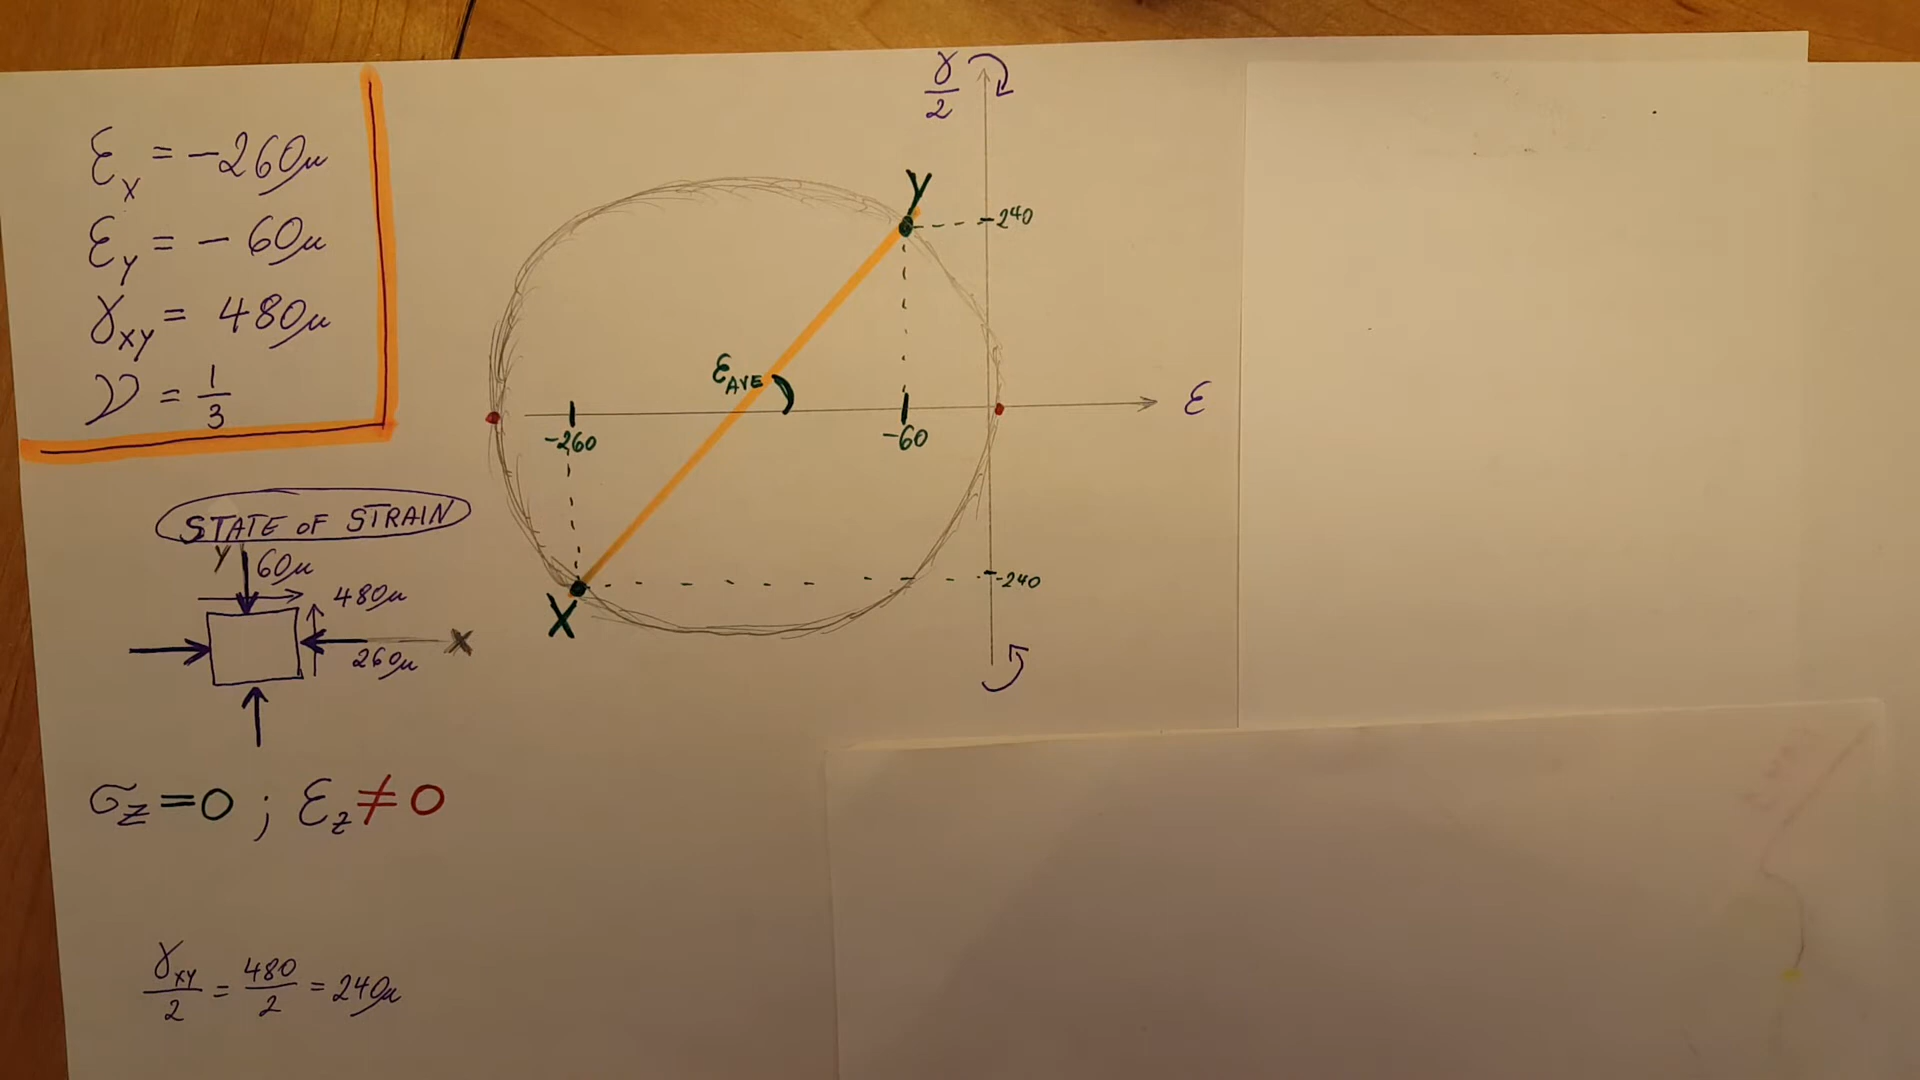 εx = -260μ
εy = - 60μ
γxy = 480μ
ν = 1/3
STATE OF STRAIN
Y
60μ
480μ
X
260μ
σz = 0 ; εz ≠ 0
γxy/2 = 480/2 = 240μ
γ/2
Y
240
εAVE
ε
-260
-60
-240
X